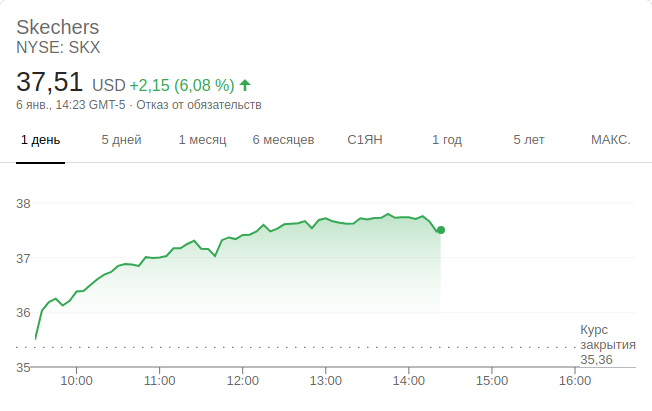 Skechers
NYSE: SKX
37,51 USD +2,15 (6,08 %)
6 янв., 14:23 GMT-5 · Отказ от обязательств
1 день 5 дней 1 месяц 6 месяцев С1ЯН 1 год 5 лет МАКС.
38
37
36
35
Курс
закрытия
35,36
10:00 11:00 12:00 13:00 14:00 15:00 16:00